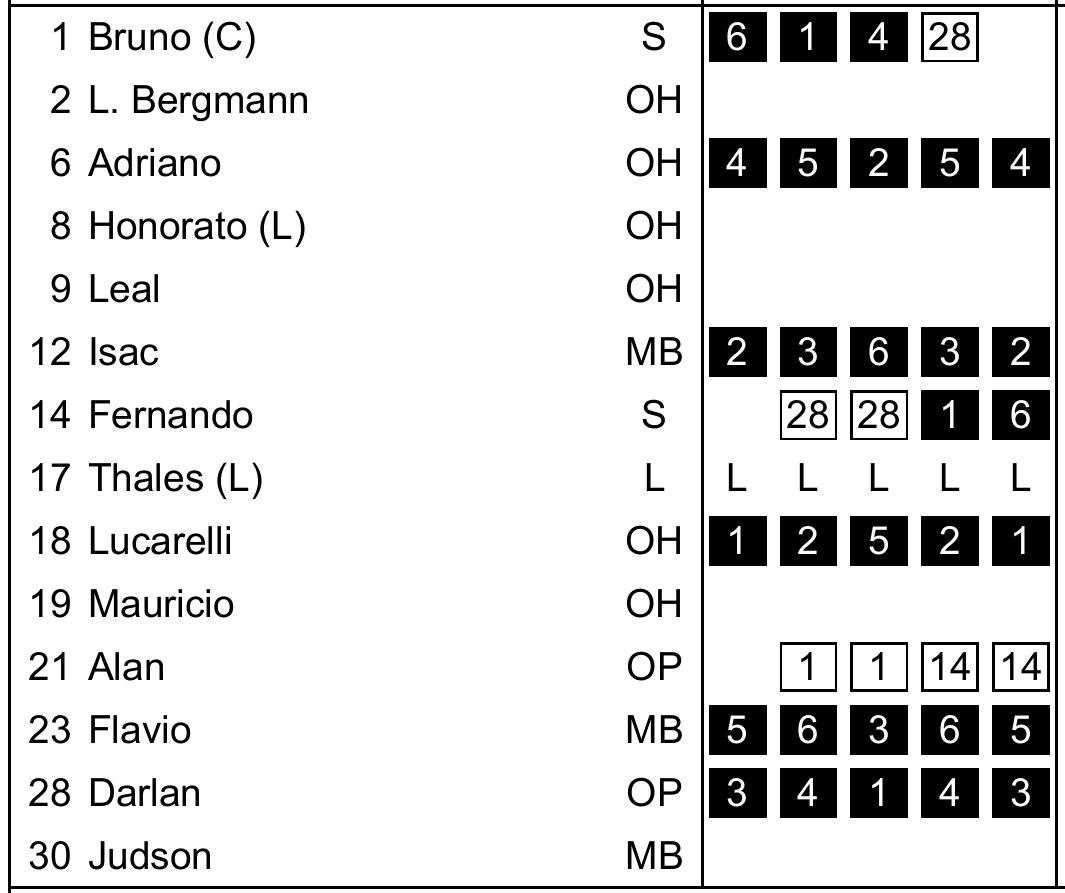 1 Bruno (C) S 6 1 4 28
2 L. Bergmann OH
6 Adriano OH 4 5 2 5 4
8 Honorato (L) OH
9 Leal OH
12 Isac MB 2 3 6 3 2
14 Fernando S 28 28 1 6
17 Thales (L) L L L L L L
18 Lucarelli OH 1 2 5 2 1
19 Mauricio OH
21 Alan OP 1 1 14 14
23 Flavio MB 5 6 3 6 5
28 Darlan OP 3 4 1 4 3
30 Judson MB